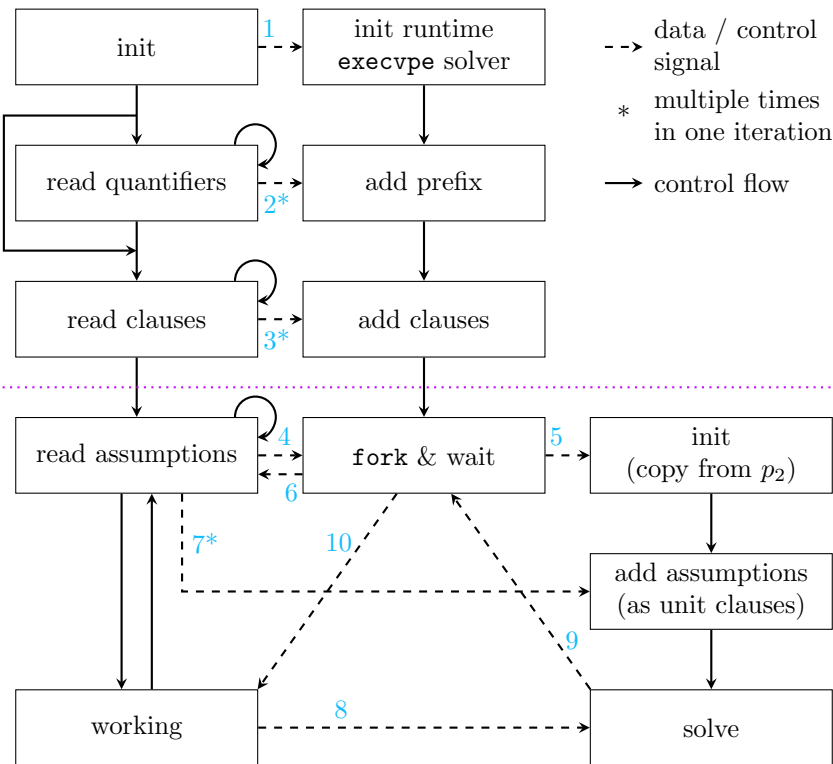 1
init
init runtime
execvpe solver
data / control
signal
* multiple times
in one iteration
read quantifiers
2*
add prefix
control flow
read clauses
3*
add clauses
read assumptions
4
6
fork & wait
5
init
(copy from p₂)
7*
10
add assumptions
(as unit clauses)
9
working
8
solve